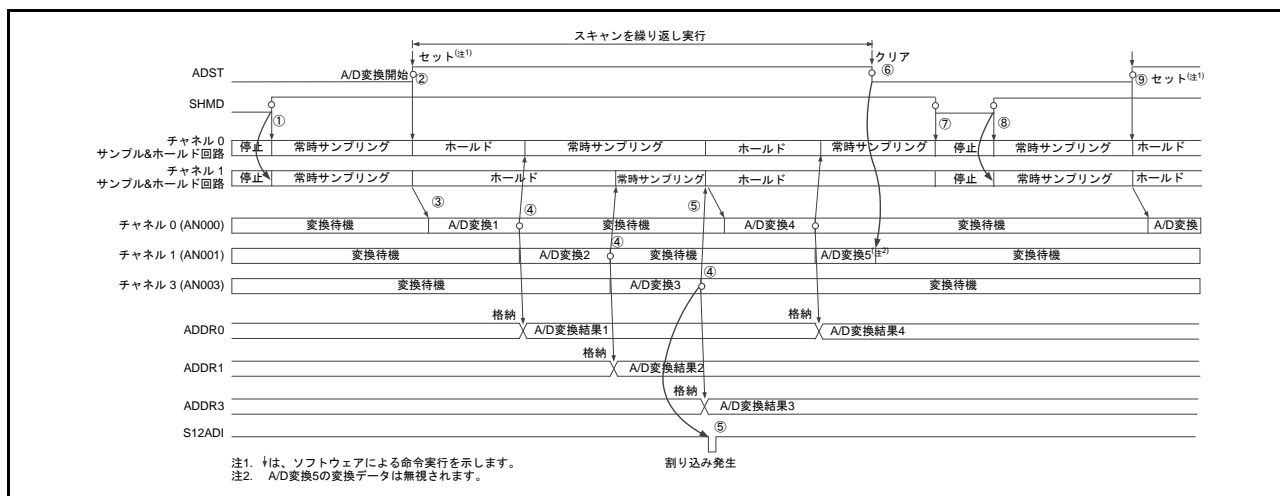 スキャンを繰り返し実行
セット(注1)
クリア
ADST
A/D変換開始
②
⑥
⑨ セット(注1)
SHMD
①
⑦
⑧
チャネル 0
サンプル&ホールド回路
停止
常時サンプリング
ホールド
常時サンプリング
ホールド
常時サンプリング
停止
常時サンプリング
ホールド
チャネル 1
サンプル&ホールド回路
停止
常時サンプリング
ホールド
常時サンプリング
ホールド
停止
常時サンプリング
ホールド
③
④
⑤
チャネル 0 (AN000)
変換待機
A/D変換1
変換待機
A/D変換4
変換待機
A/D変換
④
チャネル 1 (AN001)
変換待機
A/D変換2
変換待機
A/D変換5(注2)
変換待機
④
チャネル 3 (AN003)
変換待機
A/D変換3
変換待機
格納
格納
ADDR0
A/D変換結果1
A/D変換結果4
格納
ADDR1
A/D変換結果2
格納
ADDR3
A/D変換結果3
S12ADI
⑤
割り込み発生
注1. ↓は、ソフトウェアによる命令実行を示します。
注2. A/D変換5の変換データは無視されます。